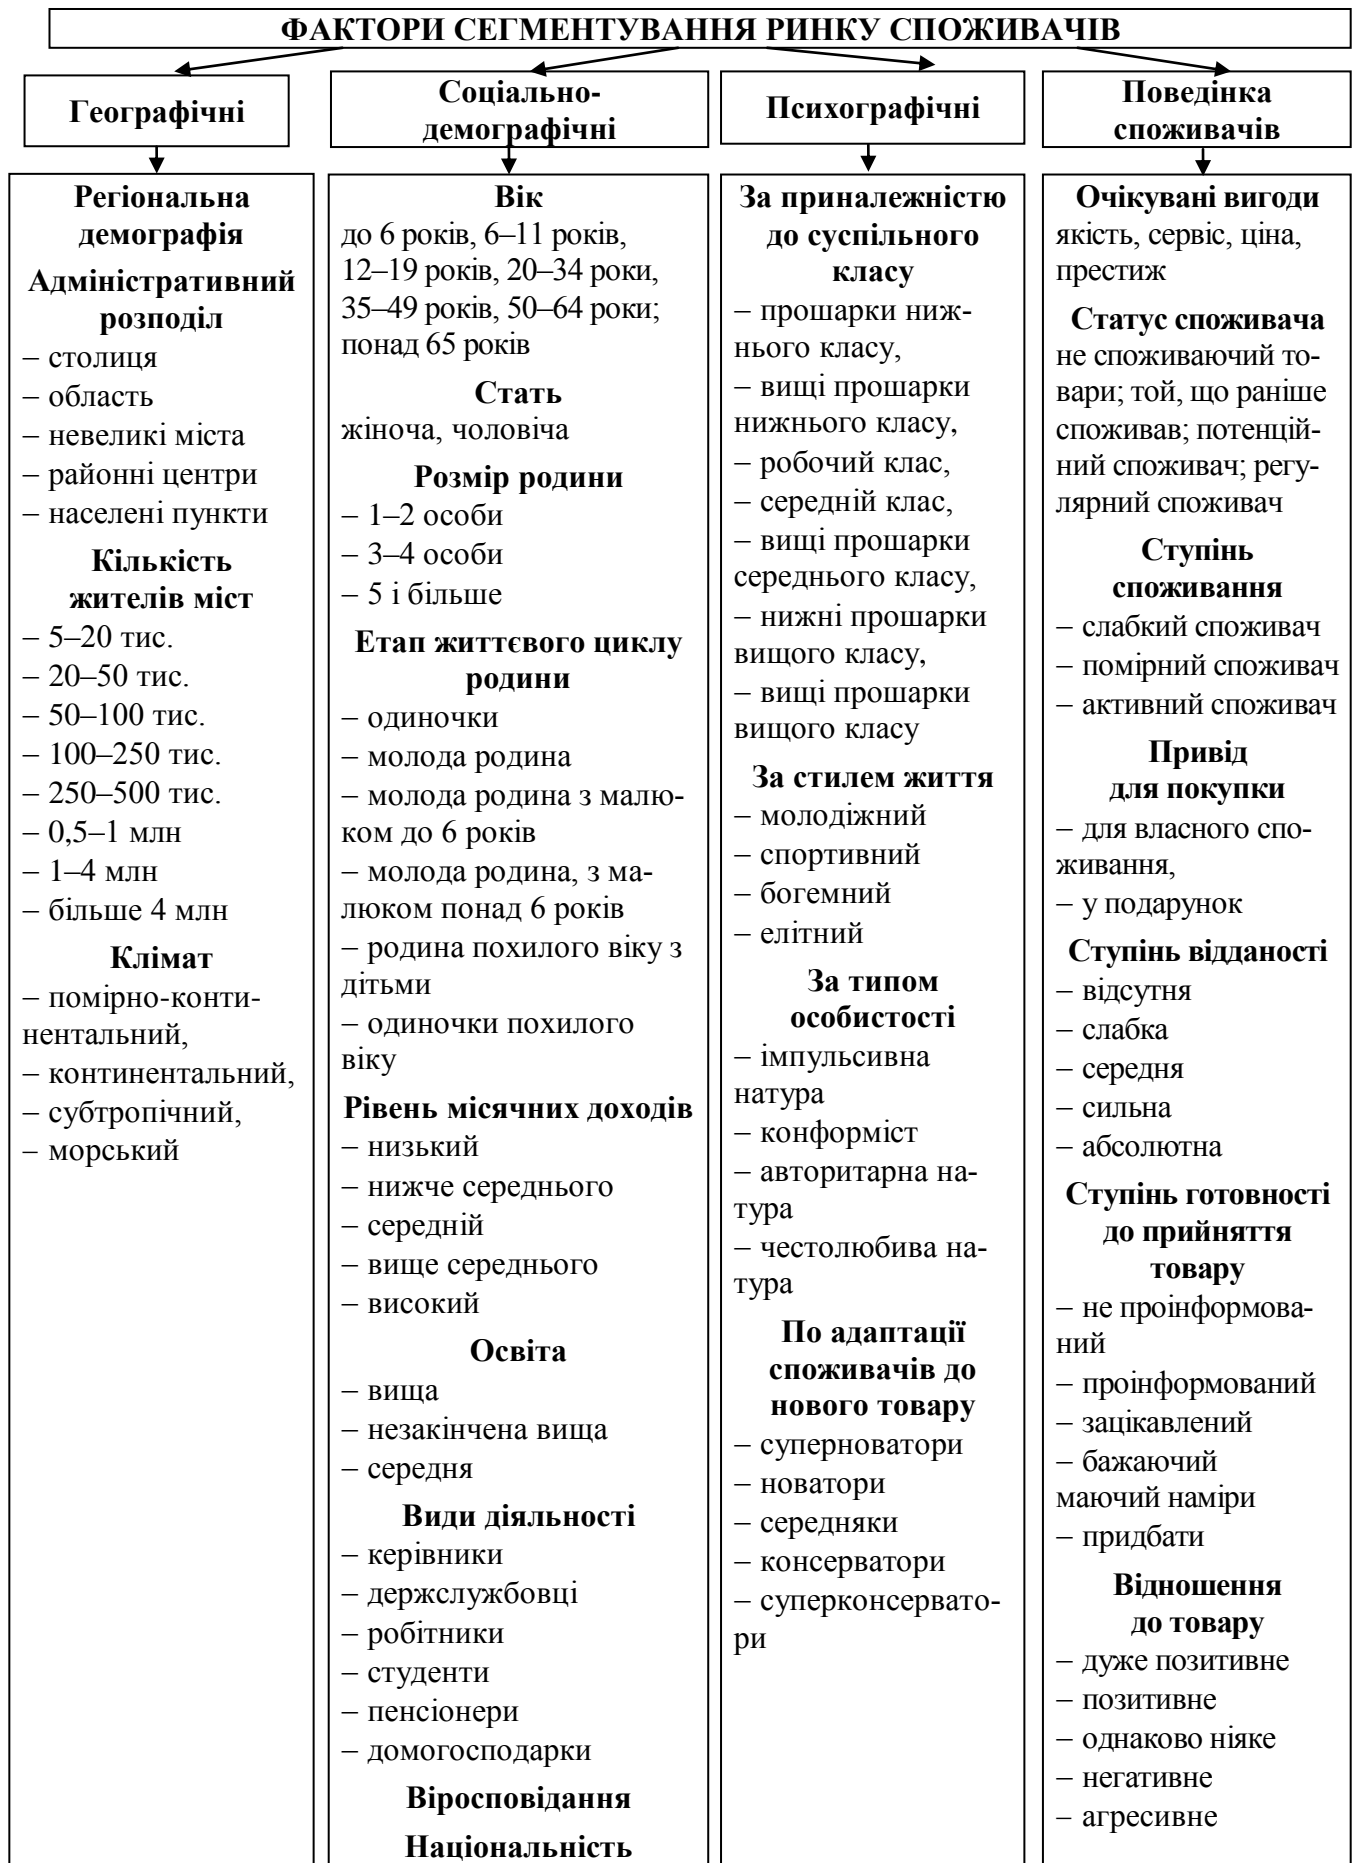 ФАКТОРИ СЕГМЕНТУВАННЯ РИНКУ СПОЖИВАЧІВ
Географічні
Соціально-
демографічні
Психографічні
Поведінка
споживачів
Регіональна
демографія
Адміністративний
розподіл
– столиця
– область
– невеликі міста
– районні центри
– населені пункти
Кількість
жителів міст
– 5–20 тис.
– 20–50 тис.
– 50–100 тис.
– 100–250 тис.
– 250–500 тис.
– 0,5–1 млн
– 1–4 млн
– більше 4 млн
Клімат
– помірно-конти-
нентальний,
– континентальний,
– субтропічний,
– морський
Вік
до 6 років, 6–11 років,
12–19 років, 20–34 роки,
35–49 років, 50–64 роки;
понад 65 років
Стать
жіноча, чоловіча
Розмір родини
– 1–2 особи
– 3–4 особи
– 5 і більше
Етап життєвого циклу
родини
– одиночки
– молода родина
– молода родина з малю-
ком до 6 років
– молода родина, з ма-
люком понад 6 років
– родина похилого віку з
дітьми
– одиночки похилого
віку
Рівень місячних доходів
– низький
– нижче середнього
– середній
– вище середнього
– високий
Освіта
– вища
– незакінчена вища
– середня
Види діяльності
– керівники
– держслужбовці
– робітники
– студенти
– пенсіонери
– домогосподарки
Віросповідання
Національність
За приналежністю
до суспільного
класу
– прошарки ниж-
нього класу,
– вищі прошарки
нижнього класу,
– робочий клас,
– середній клас,
– вищі прошарки
середнього класу,
– нижні прошарки
вищого класу,
– вищі прошарки
вищого класу
За стилем життя
– молодіжний
– спортивний
– богемний
– елітний
За типом
особистості
– імпульсивна
натура
– конформіст
– авторитарна на-
тура
– честолюбива на-
тура
По адаптації
споживачів до
нового товару
– суперноватори
– новатори
– середняки
– консерватори
– суперконсервато-
ри
Очікувані вигоди
якість, сервіс, ціна,
престиж
Статус споживача
не споживаючий то-
вари; той, що раніше
споживав; потенцій-
ний споживач; регу-
лярний споживач
Ступінь
споживання
– слабкий споживач
– помірний споживач
– активний споживач
Привід
для покупки
– для власного спо-
живання,
– у подарунок
Ступінь відданості
– відсутня
– слабка
– середня
– сильна
– абсолютна
Ступінь готовності
до прийняття
товару
– не проінформова-
ний
– проінформований
– зацікавлений
– бажаючий
маючий наміри
– придбати
Відношення
до товару
– дуже позитивне
– позитивне
– однаково ніяке
– негативне
– агресивне